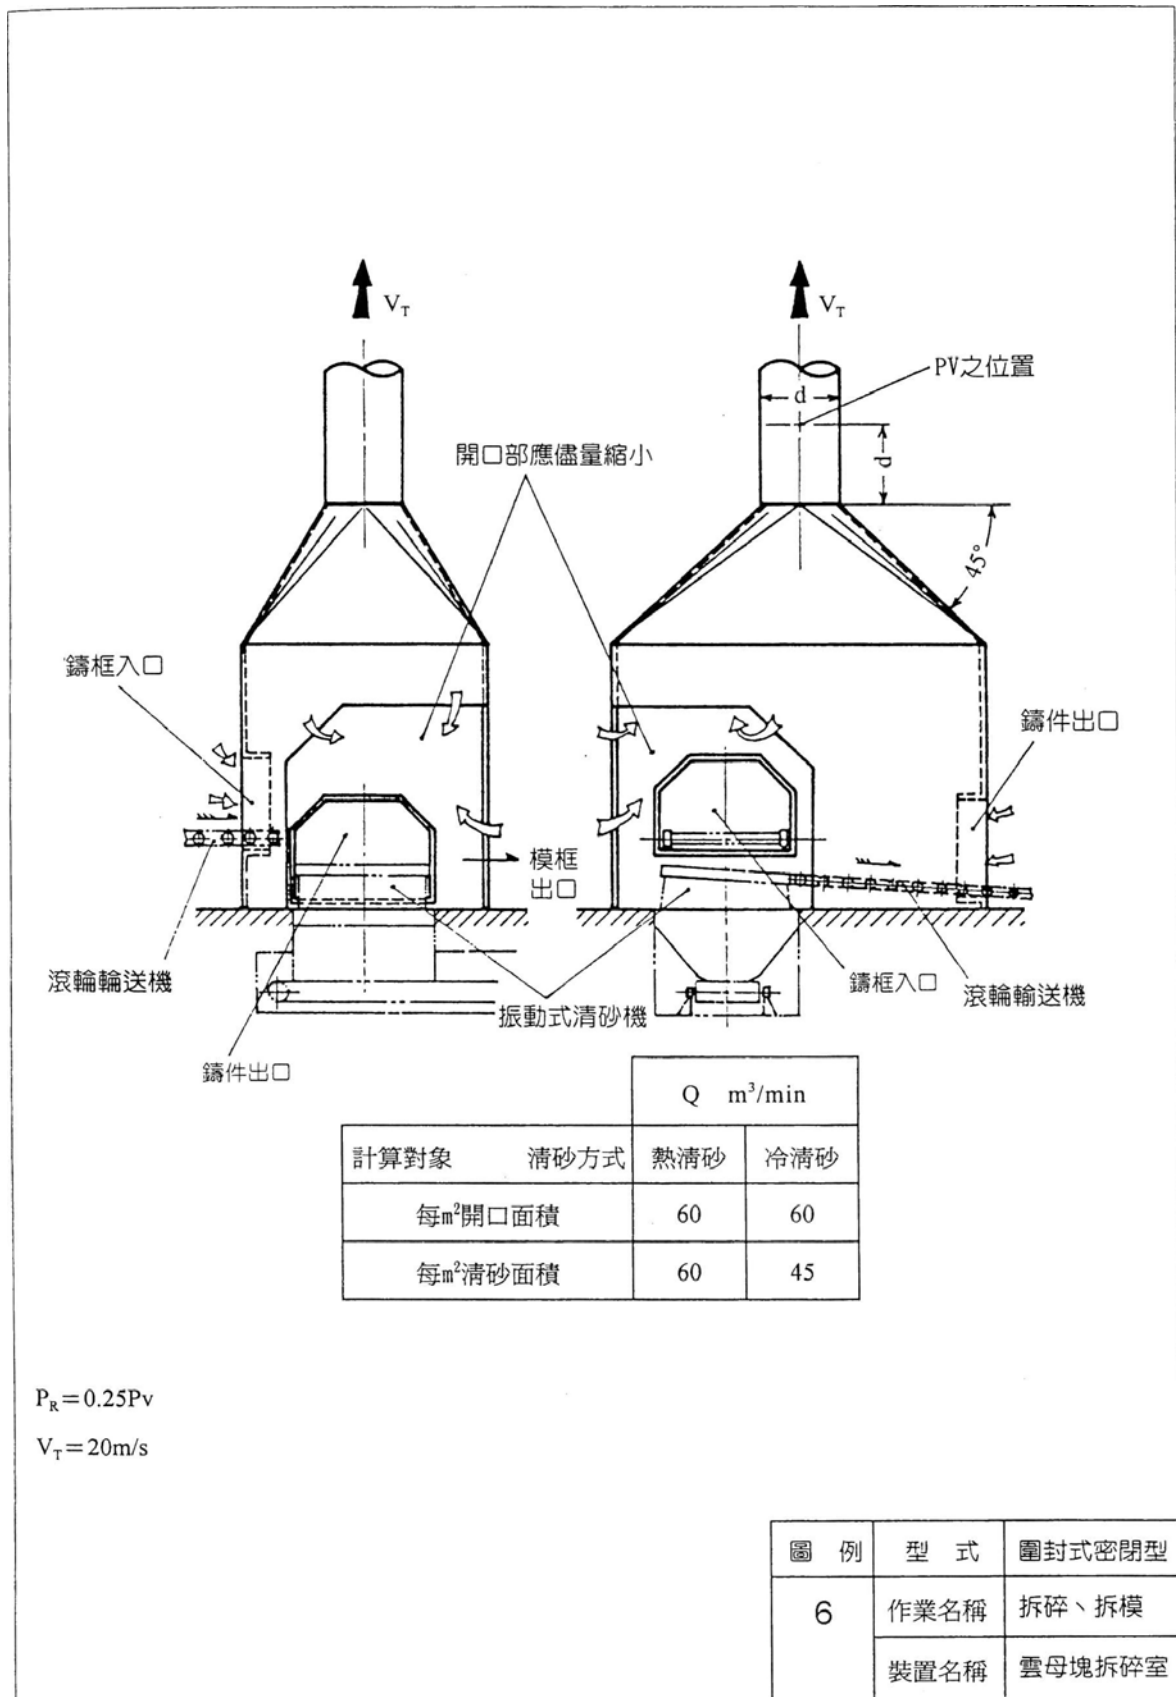 V_T
V_T
PV之位置
d
開口部應儘量縮小
d
45°
鑄框入口
鑄件出口
模框
出口
滾輪輪送機
鑄框入口
滾輪輸送機
振動式清砂機
鑄件出口
Q m³/min
計算對象 清砂方式 熱清砂 冷清砂
每m²開口面積 60 60
每m²清砂面積 60 45
P_R＝0.25Pv
V_T＝20m/s
圖例 型式 圍封式密閉型
6 作業名稱 拆碎、拆模
裝置名稱 雲母塊拆碎室